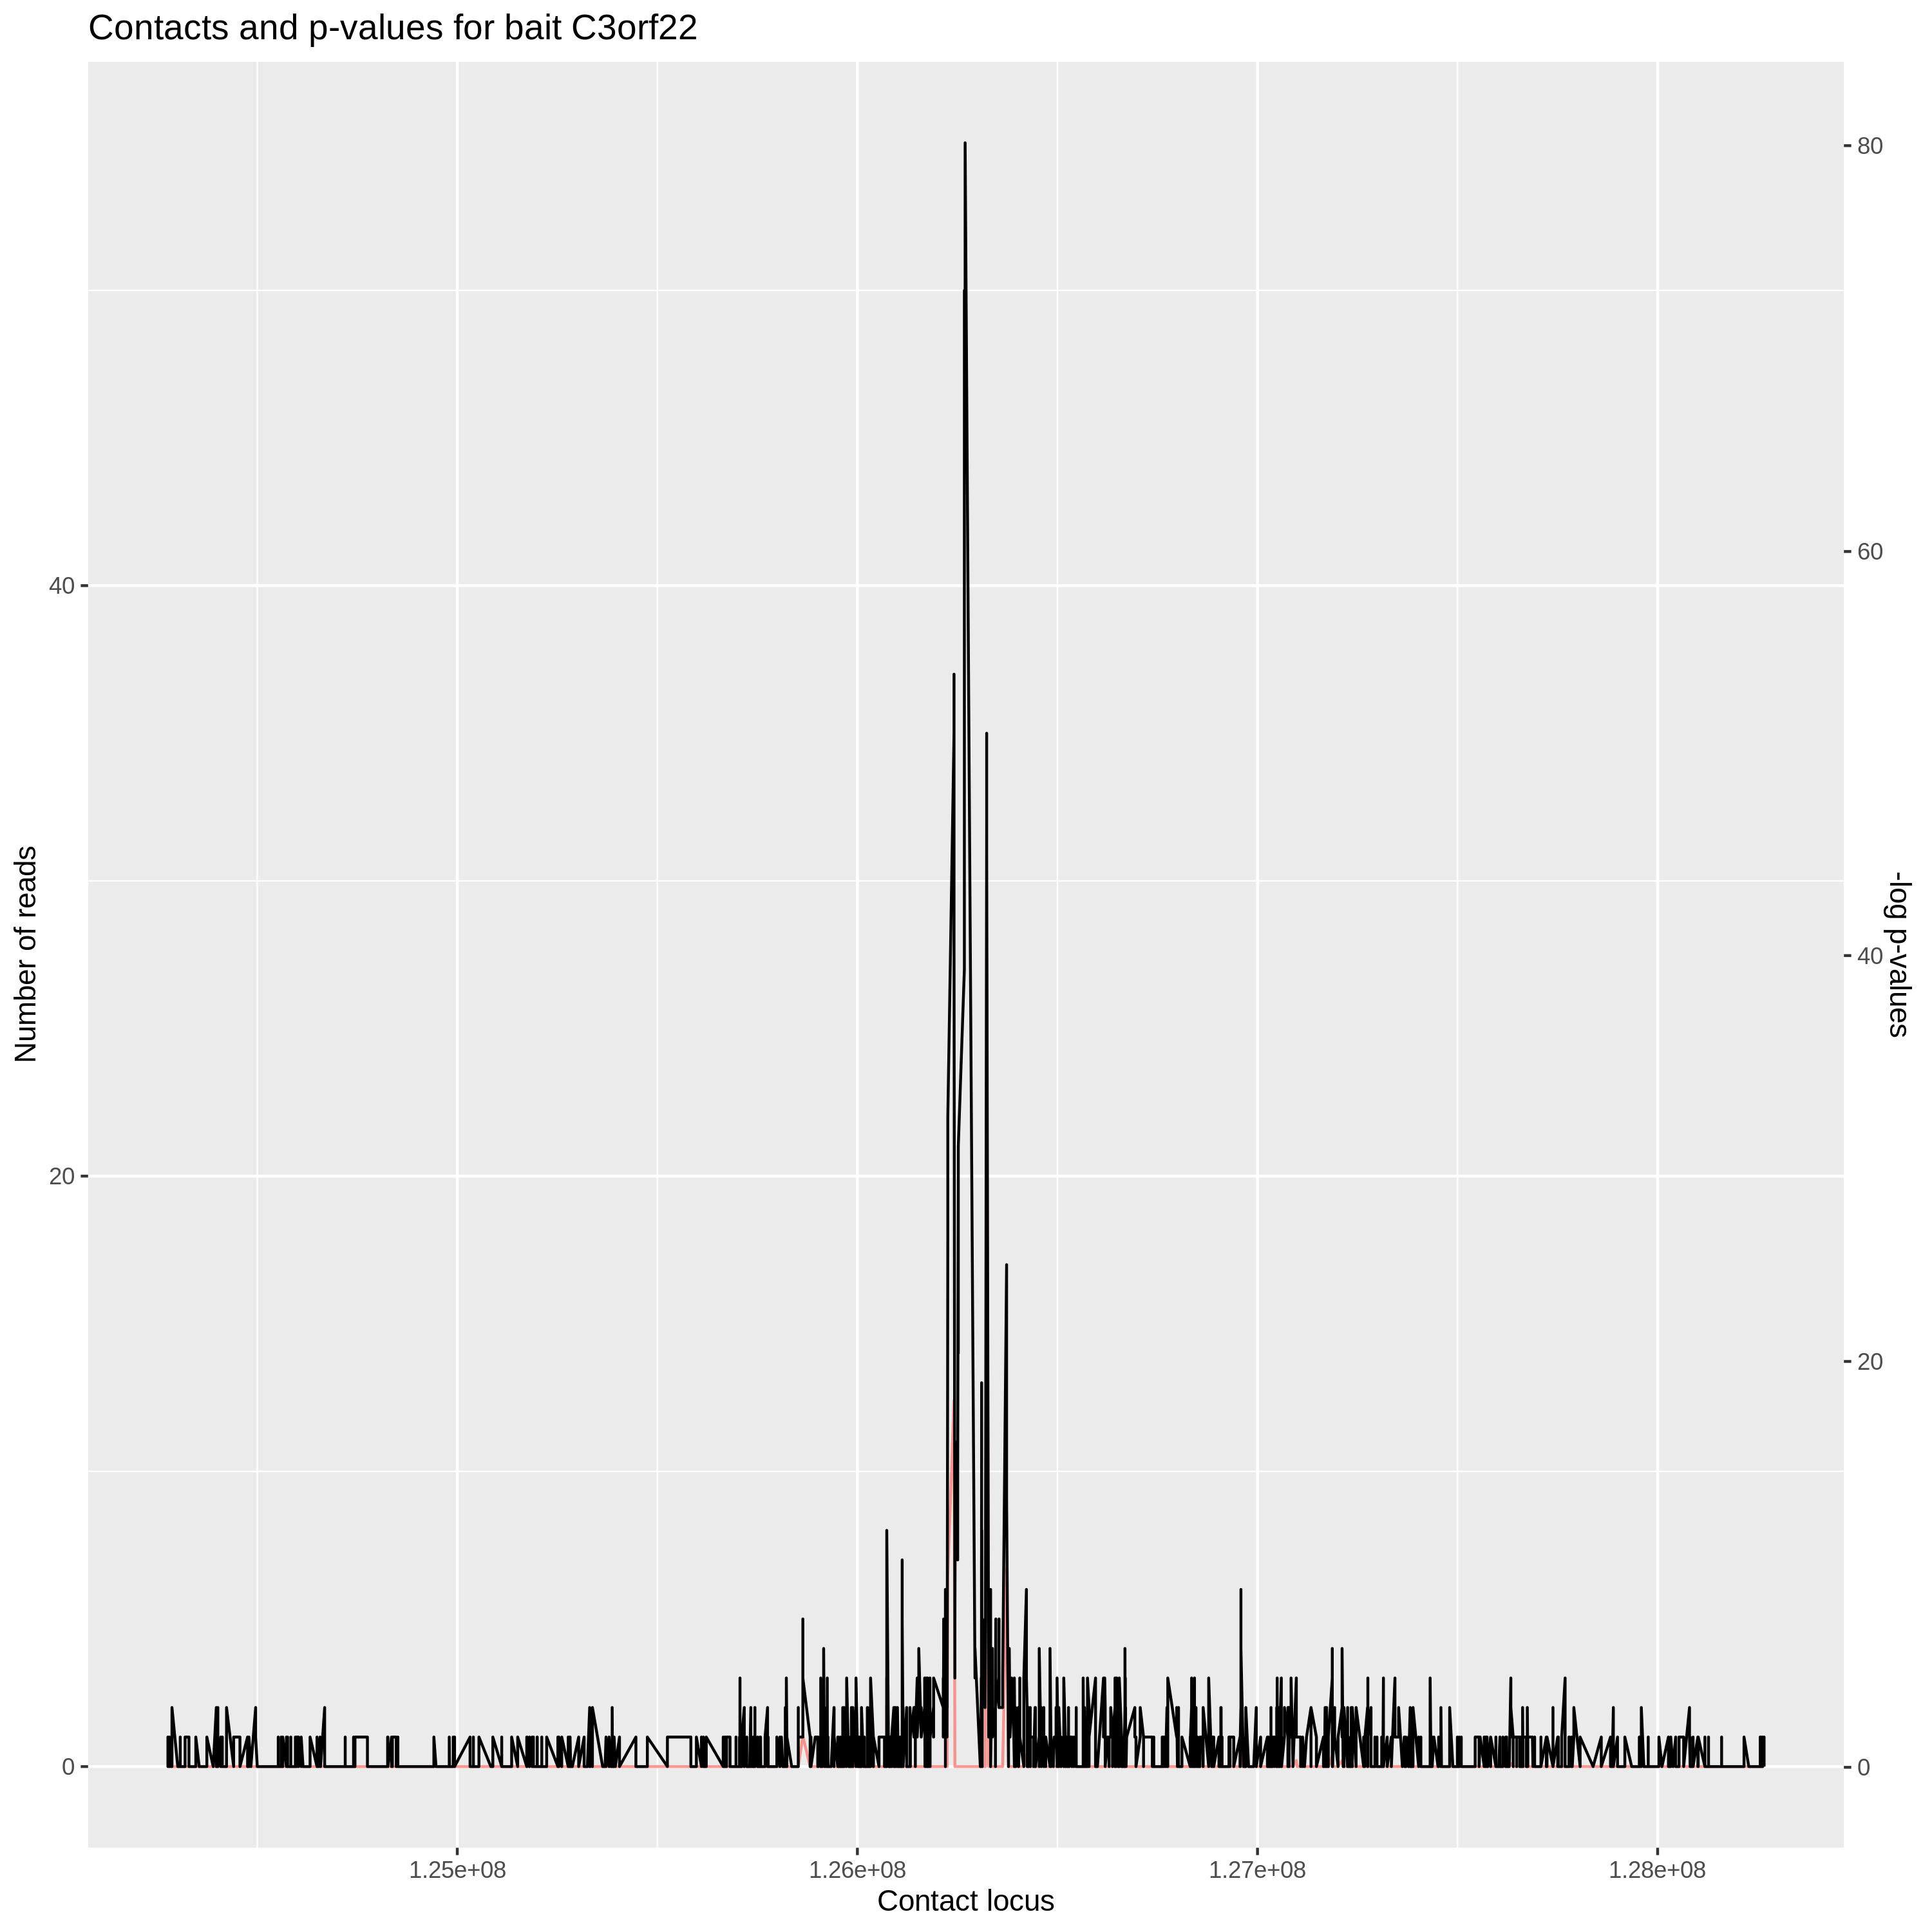 Contacts and p-values for bait C3orf22
80
60
40
40
20
20
0
0
Number of reads
-log p-values
1.25e+08
1.26e+08
1.27e+08
1.28e+08
Contact locus